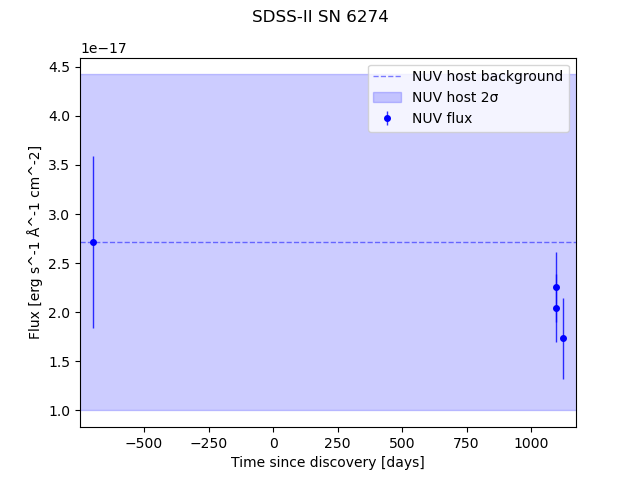 SDSS-II SN 6274
1e−17
NUV host background
NUV host 2σ
NUV flux
4.5
4.0
3.5
3.0
2.5
2.0
1.5
1.0
Flux [erg s^-1 Å^-1 cm^-2]
−500 −250 0 250 500 750 1000
Time since discovery [days]